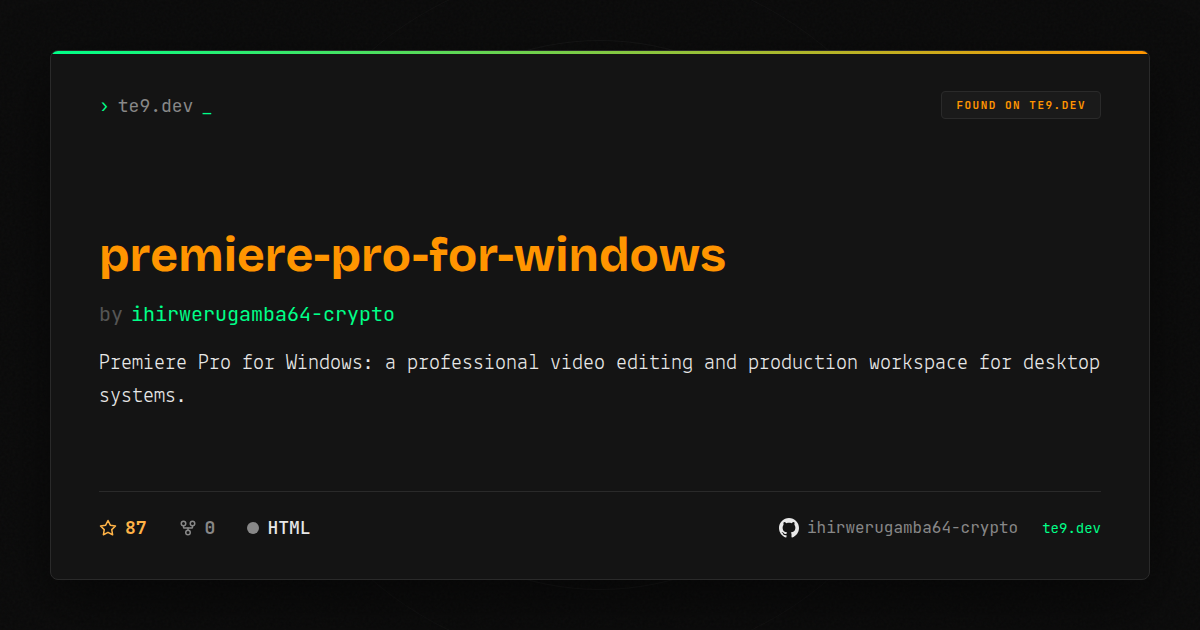 › te9.dev _
FOUND ON TE9.DEV
premiere-pro-for-windows
by ihirwerugamba64-crypto
Premiere Pro for Windows: a professional video editing and production workspace for desktop
systems.
87 0 HTML
ihirwerugamba64-crypto te9.dev